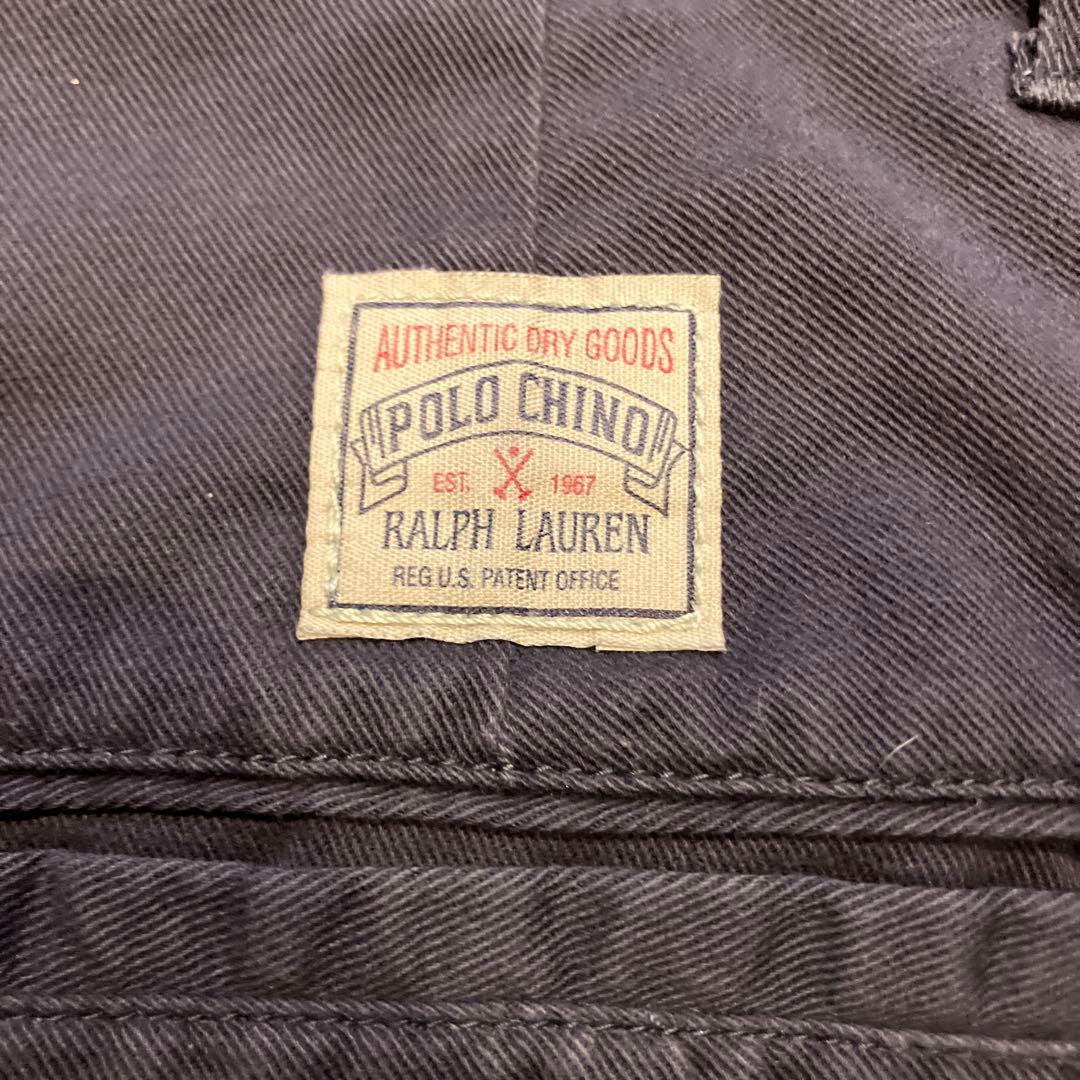 AUTHENTIC DRY GOODS
POLO CHINO
EST. 1967
RALPH LAUREN
REG U.S. PATENT OFFICE